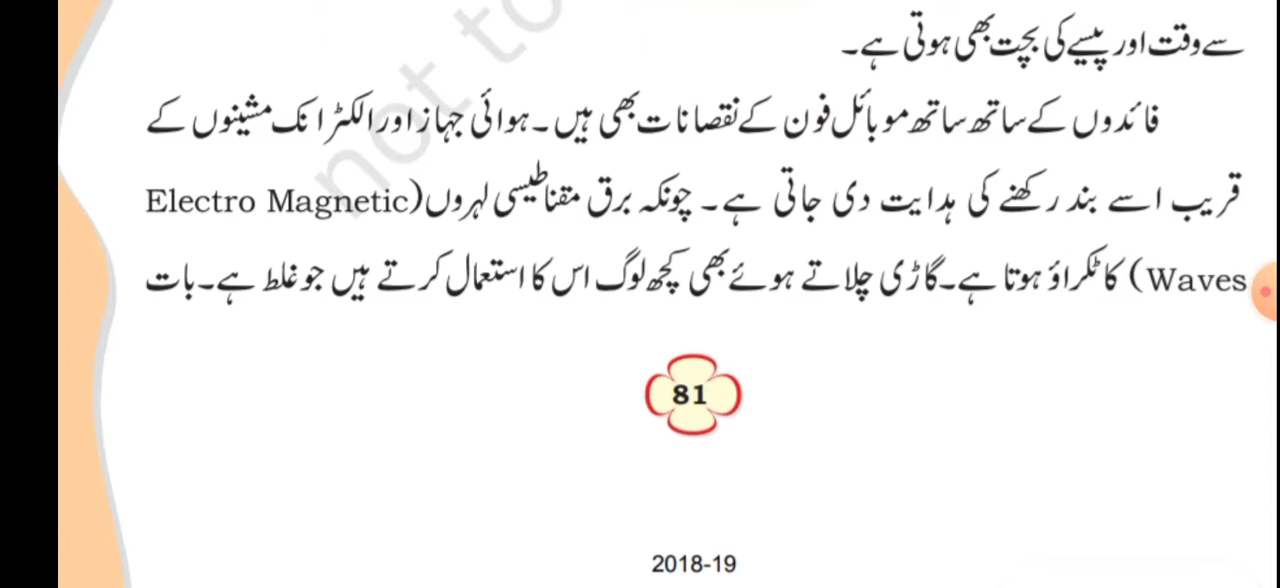 سے وقت اور پیسے کی بچت بھی ہوتی ہے۔
فائدوں کے ساتھ ساتھ موبائل فون کے نقصانات بھی ہیں۔ ہوائی جہاز اور الکٹرانک مشینوں کے
قریب اسے بند رکھنے کی ہدایت دی جاتی ہے۔ چونکہ برق مقناطیسی لہروں (Electro Magnetic
Waves) کا ٹکراؤ ہوتا ہے۔ گاڑی چلاتے ہوئے بھی کچھ لوگ اس کا استعمال کرتے ہیں جو غلط ہے۔ بات
not to
81
2018-19